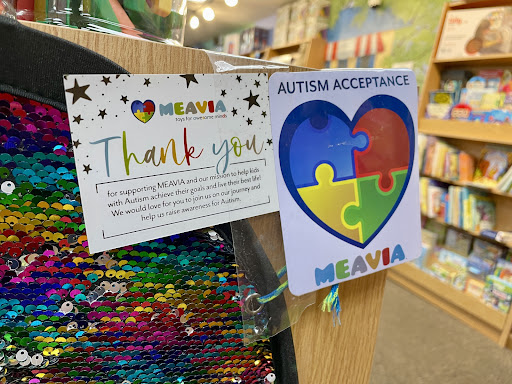 MEAVIA
toys for awesome minds
Thank you
for supporting MEAVIA and our mission to help kids
with Autism achieve their goals and live their best life!
We would love for you to join us on our journey and
help us raise awareness for Autism.
AUTISM ACCEPTANCE
MEAVIA